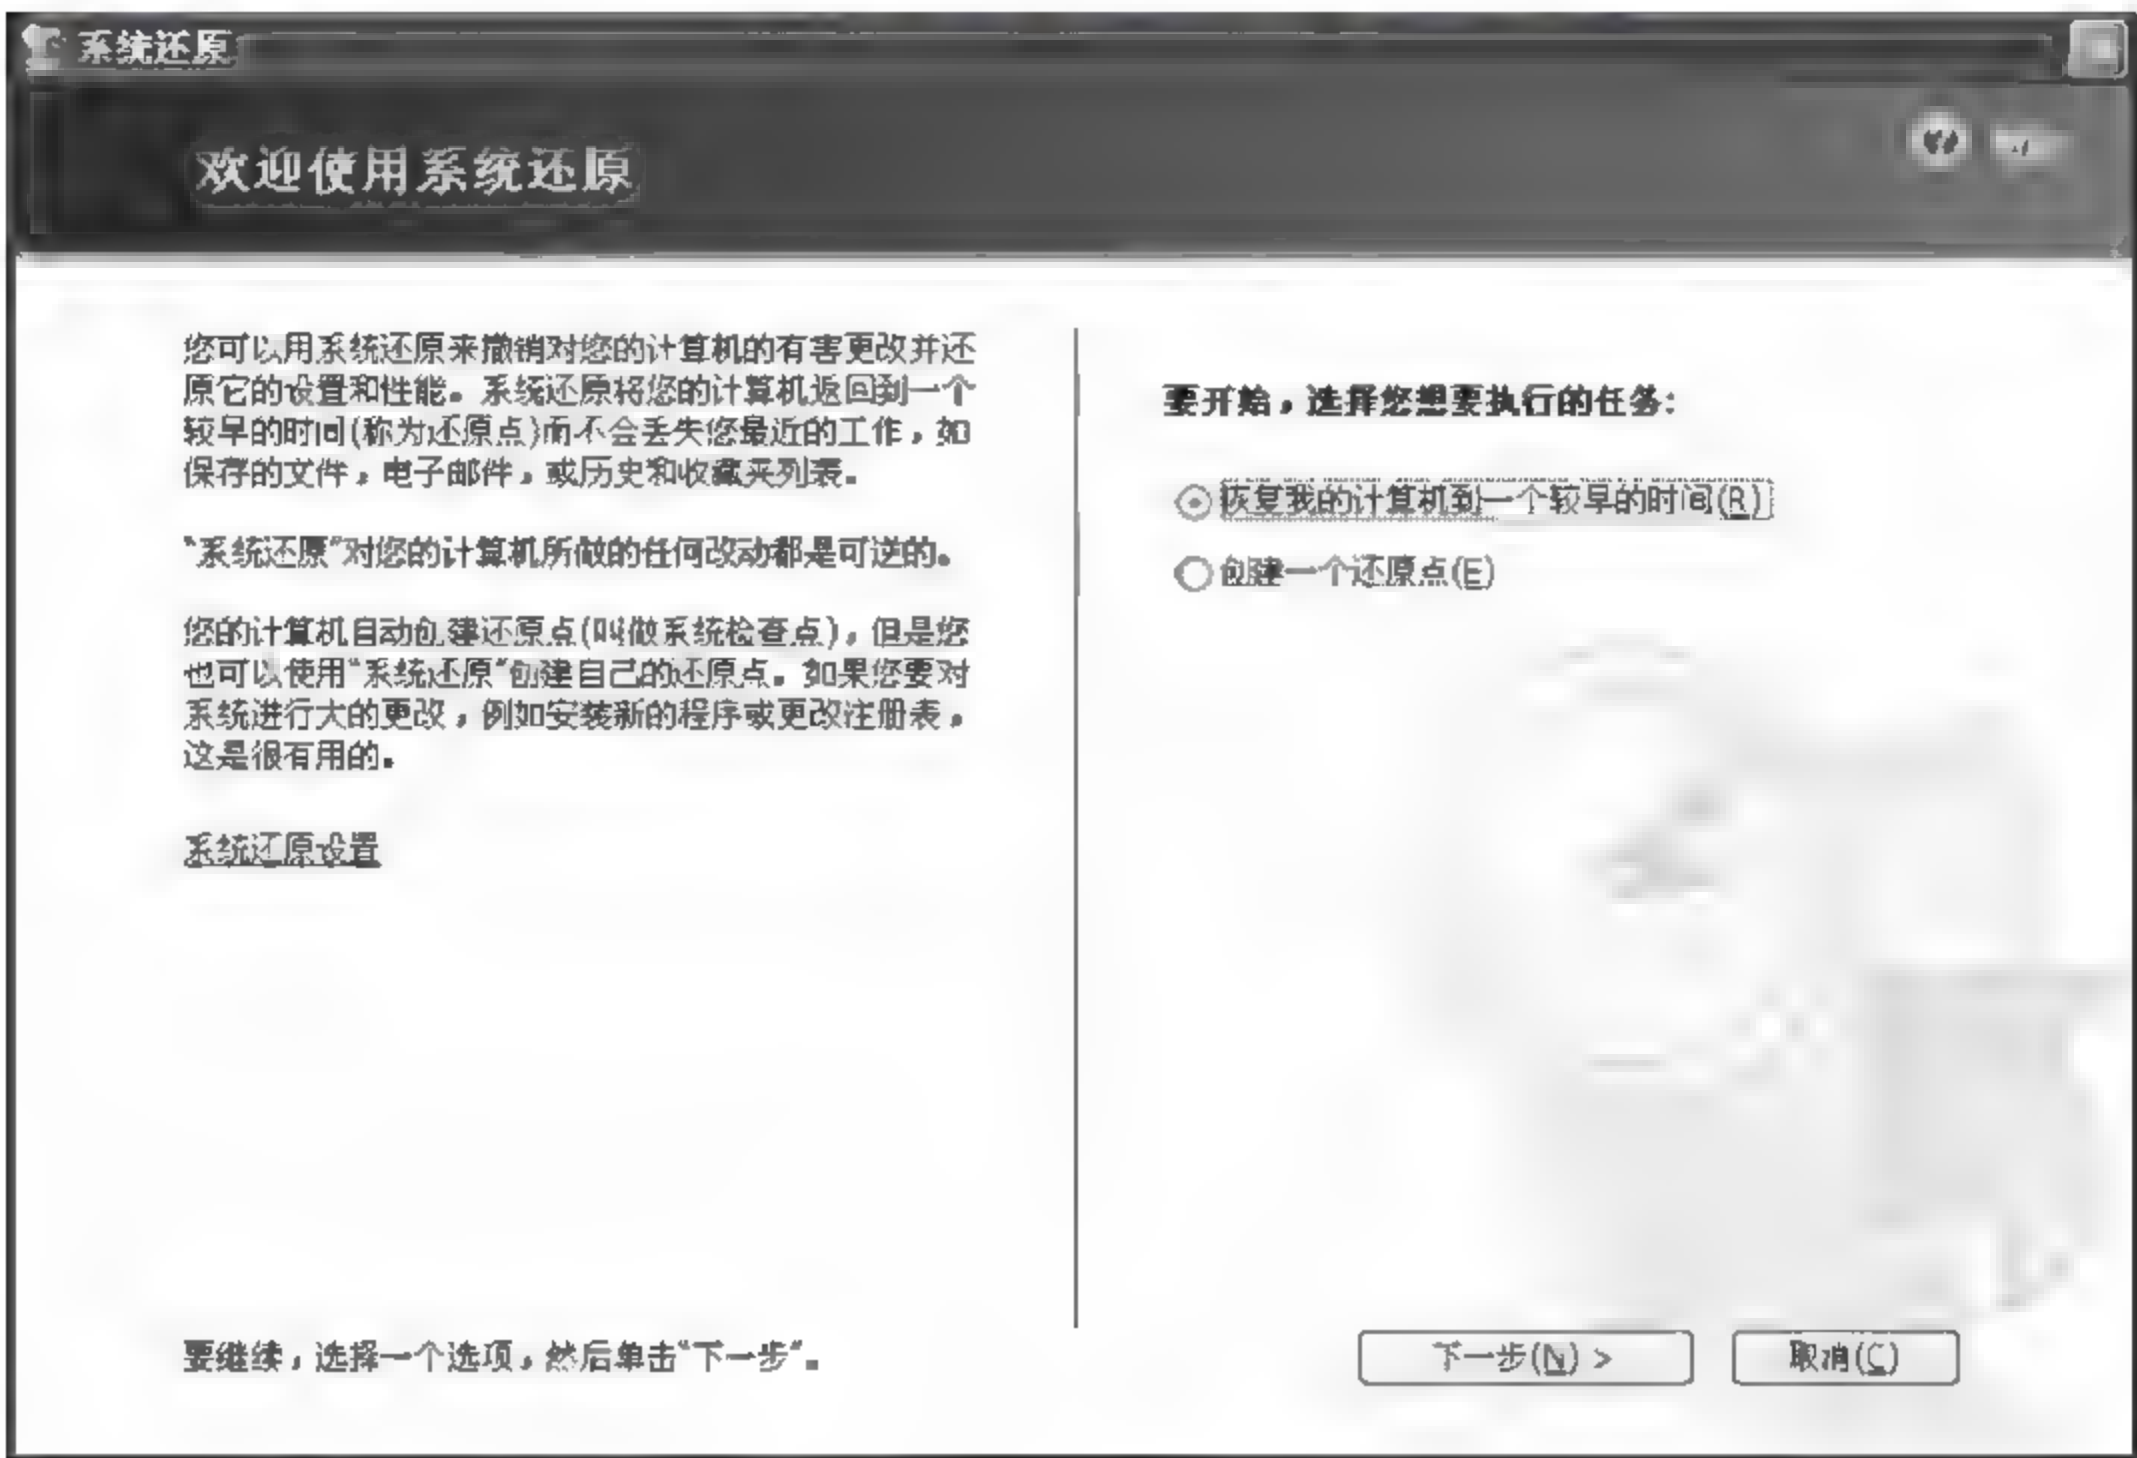 系统还原
欢迎使用系统还原
您可以用系统还原来撤销对您的计算机的有害更改并还
原它的设置和性能。系统还原将您的计算机返回到一个
较早的时间(称为还原点)而不会丢失您最近的工作，如
保存的文件，电子邮件，或历史和收藏夹列表。
“系统还原”对您的计算机所做的任何改动都是可逆的。
您的计算机自动创建还原点(叫做系统检查点)，但是您
也可以使用“系统还原”创建自己的还原点。如果您要对
系统进行大的更改，例如安装新的程序或更改注册表，
这是很有用的。
系统还原设置
要继续，选择一个选项，然后单击“下一步”。
要开始，选择您想要执行的任务:
恢复我的计算机到一个较早的时间(R)
创建一个还原点(E)
下一步(N) >
取消(C)